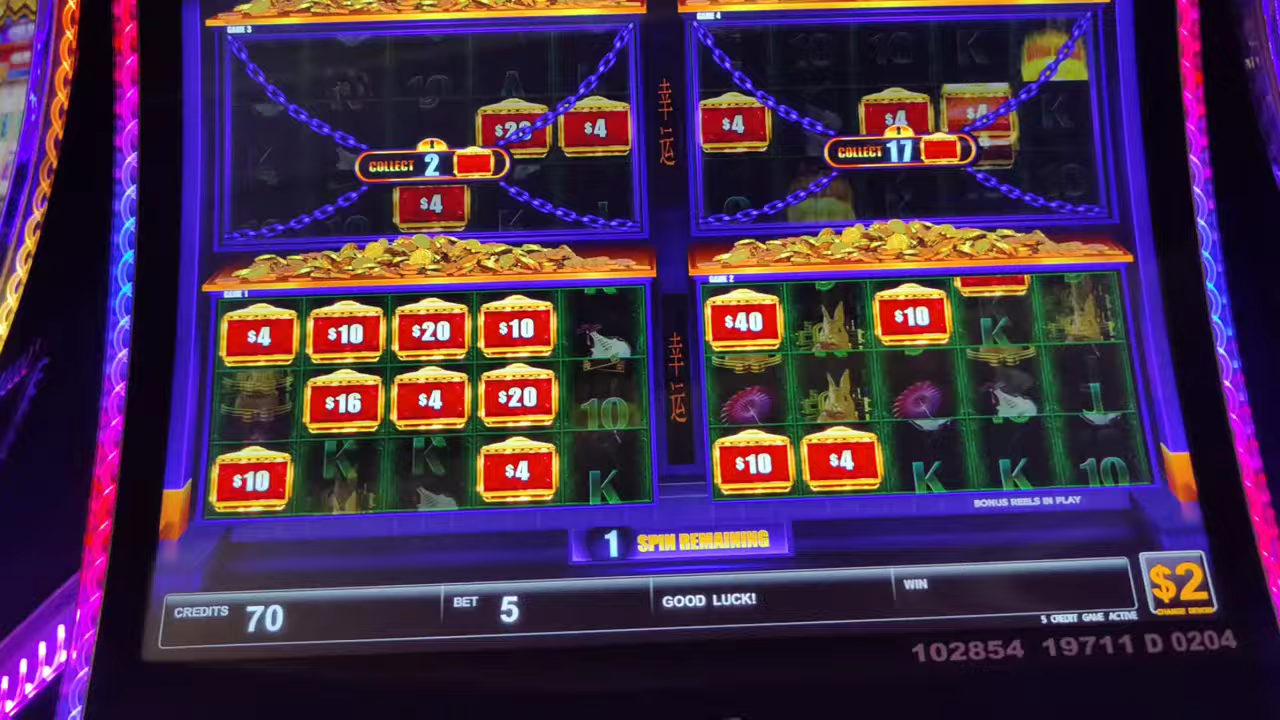 GAME 3
GAME 4
10
A
10
10
K
$4
$4
$4
$4
K
幸运
COLLECT 2
COLLECT 17
$4
K
GAME 1
GAME 2
$4
$10
$20
$10
$40
$10
K
幸运
$16
$4
$20
10
$10
K
K
$4
K
$10
$4
K
K
10
BONUS REELS IN PLAY
1 SPIN REMAINING
CREDITS 70
BET 5
GOOD LUCK!
WIN
$2
5 CREDIT GAME ACTIVE
102854 19711 D 0204